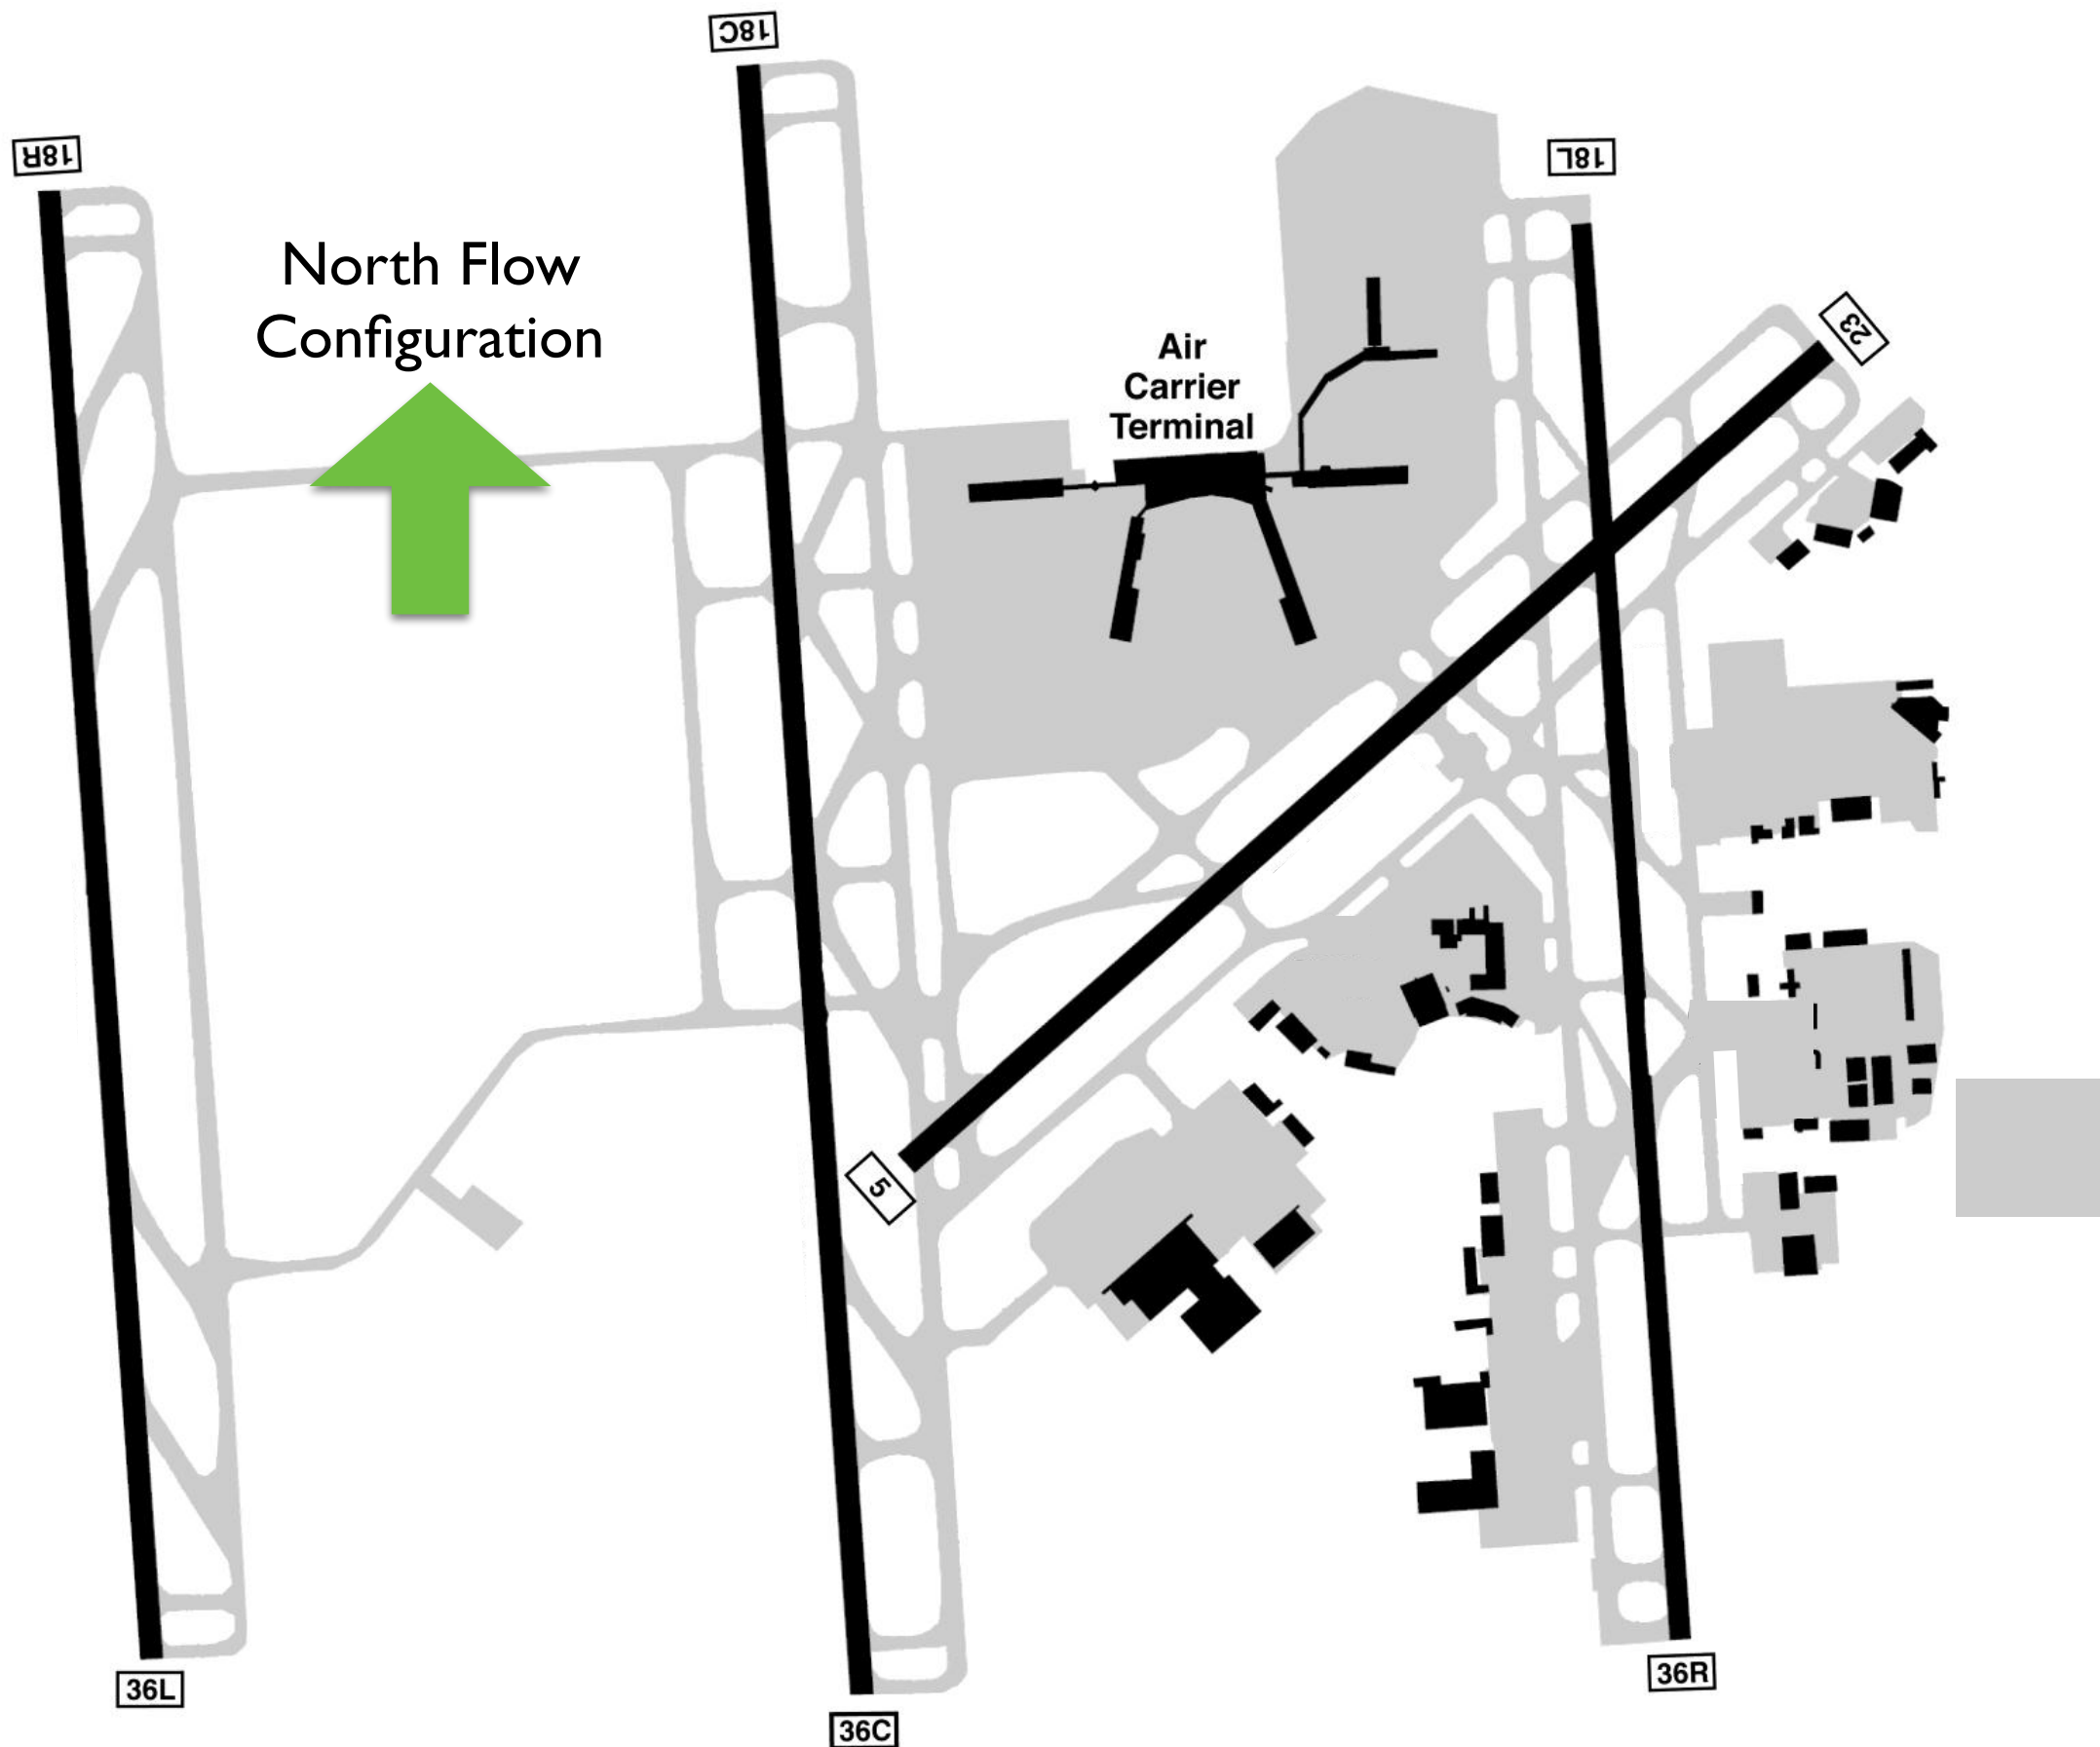 18C
18R
18L
North Flow
Configuration
23
Air
Carrier
Terminal
5
36L
36R
36C